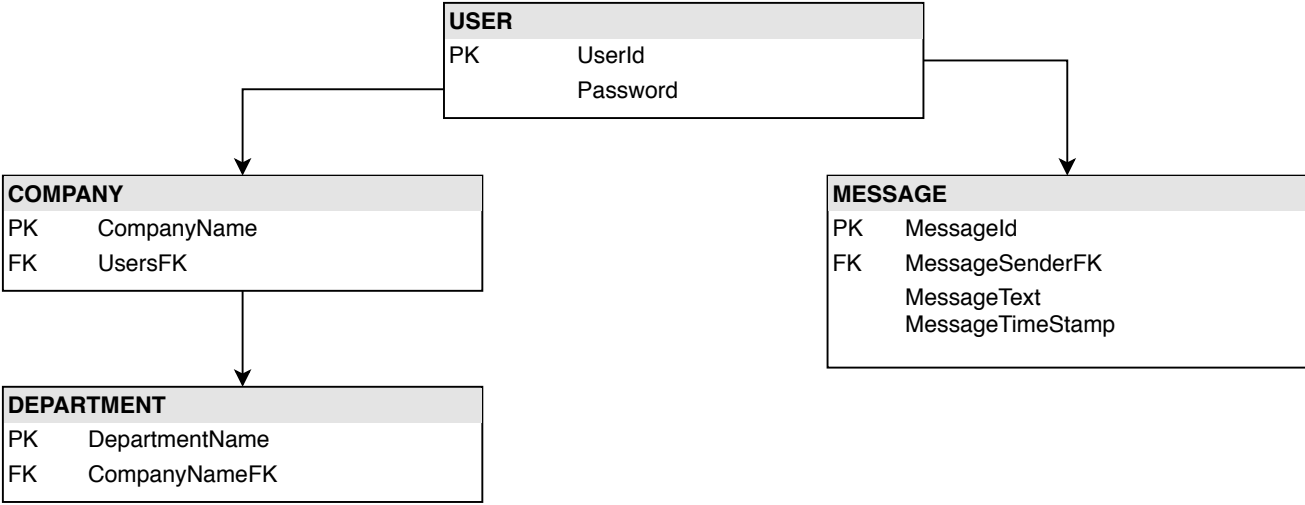 USER
PK UserId
Password
COMPANY
PK CompanyName
FK UsersFK
MESSAGE
PK MessageId
FK MessageSenderFK
MessageText
MessageTimeStamp
DEPARTMENT
PK DepartmentName
FK CompanyNameFK